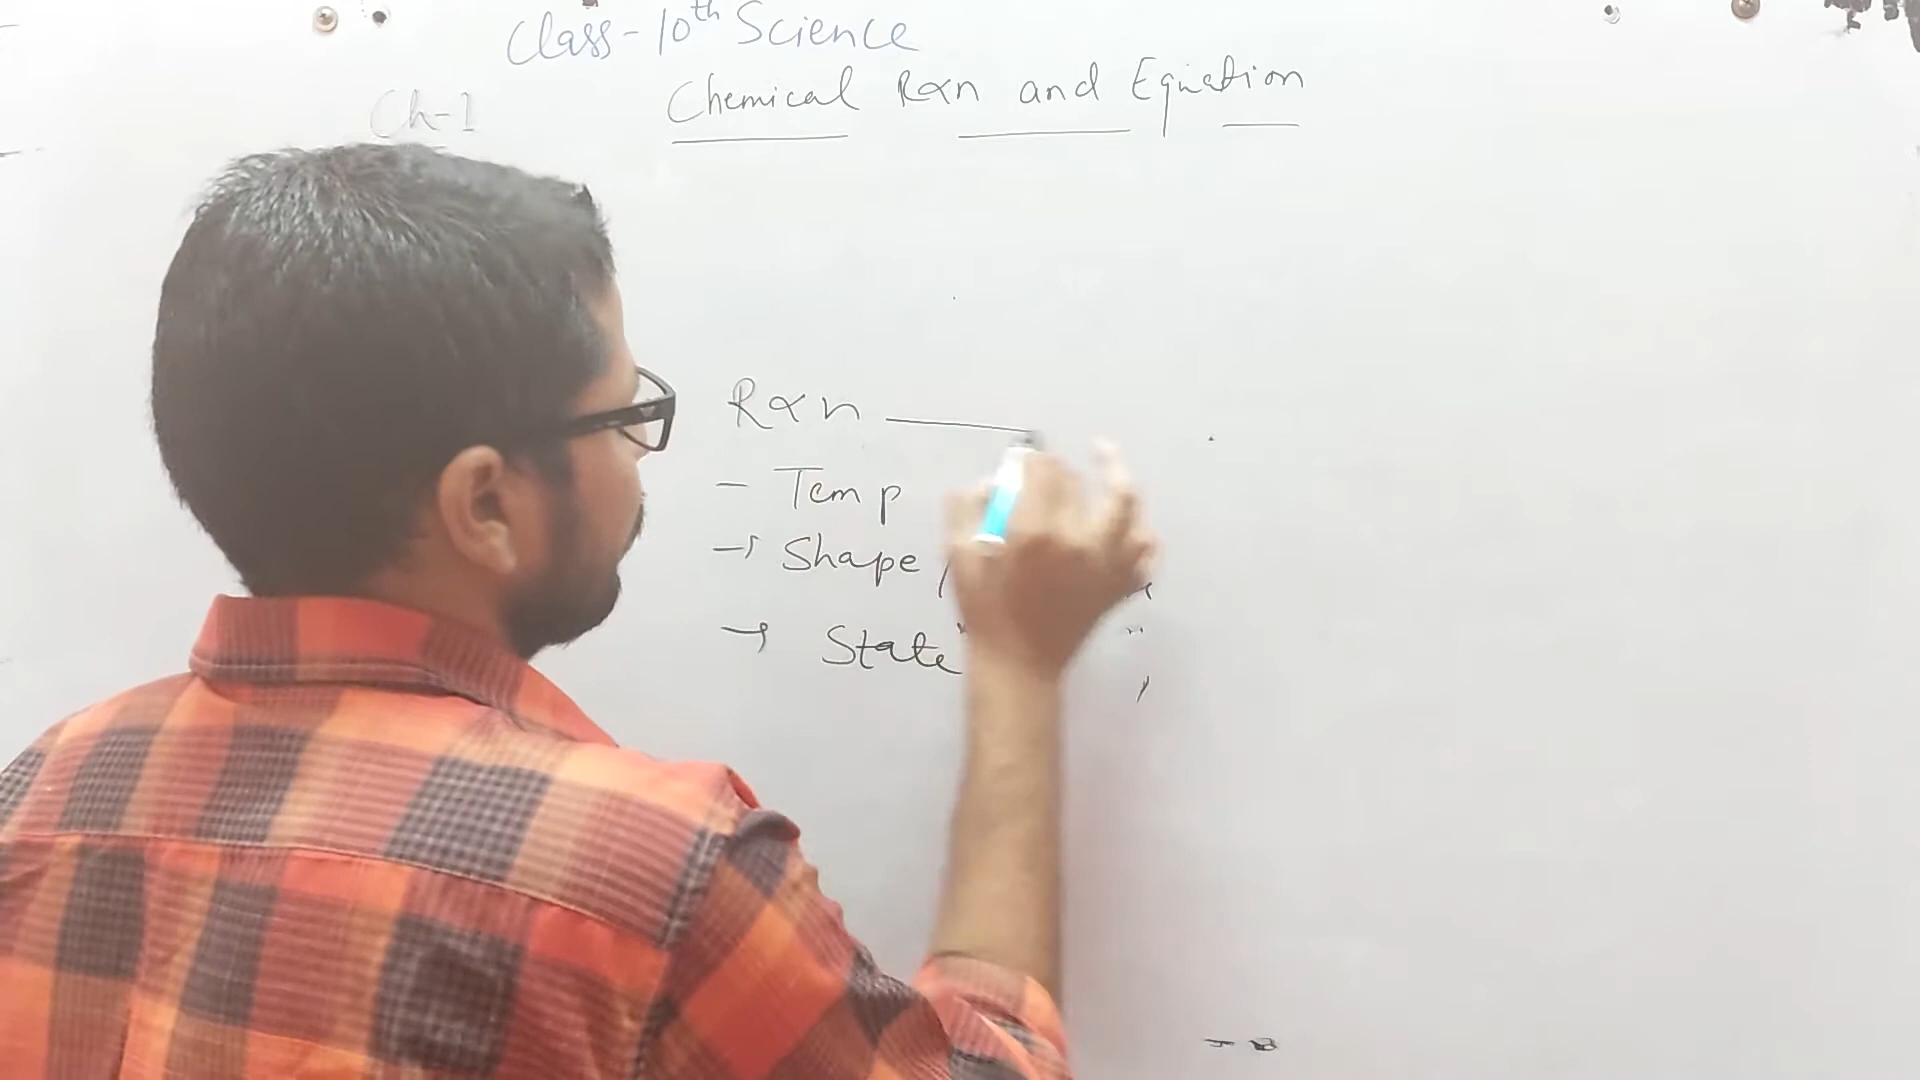 Class-10th Science
Ch-1
Chemical Rxn and Equation
Rxn
- Temp
→ Shape
→ State